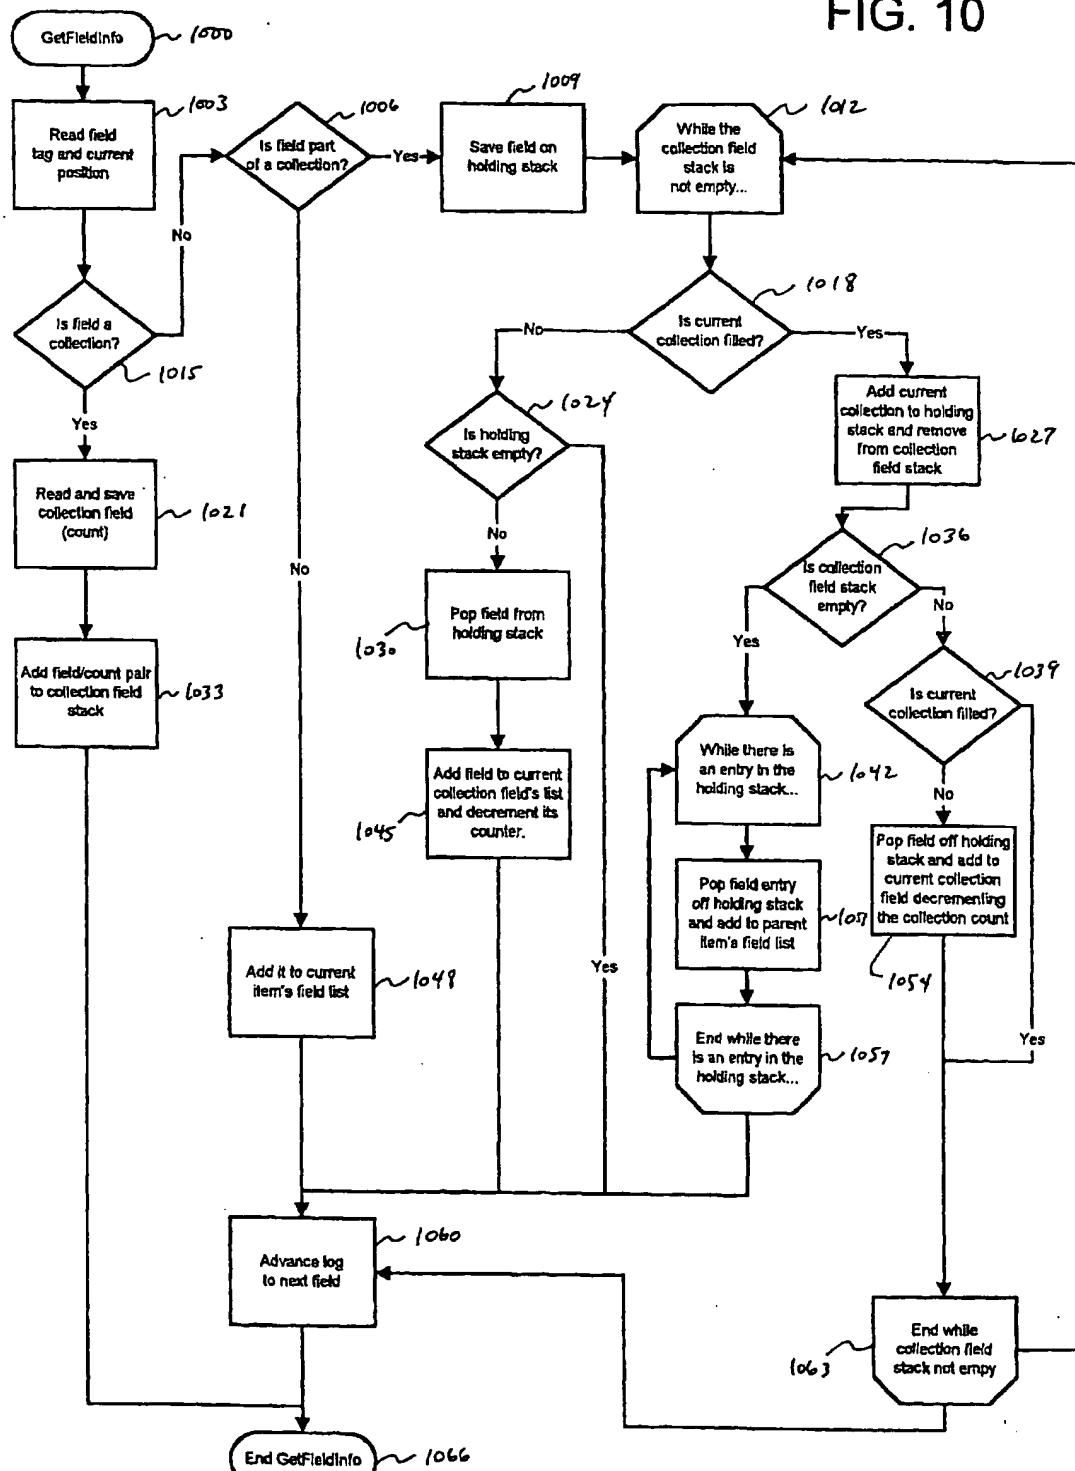 FIG. 10
GetFieldInfo
1000
Read field
tag and current
position
1003
Is field part
of a collection?
1006
Yes
Save field on
holding stack
1009
While the
collection field
stack is
not empty...
1012
No
Is field a
collection?
1015
Yes
Is current
collection filled?
1018
No
Yes
Read and save
collection field
(count)
1021
Is holding
stack empty?
1024
No
Yes
Add current
collection to holding
stack and remove
from collection
field stack
1027
Pop field from
holding stack
1030
Add field/count pair
to collection field
stack
1033
Is collection
field stack
empty?
1036
Yes
No
Is current
collection filled?
1039
No
Yes
While there is
an entry in the
holding stack...
1042
Add field to current
collection field's list
and decrement its
counter.
1045
No
Add it to current
item's field list
1048
Pop field entry
off holding stack
and add to parent
item's field list
1051
Pop field off holding
stack and add to
current collection
field decrementing
the collection count
1054
End while there
is an entry in the
holding stack...
1057
Advance log
to next field
1060
End while
collection field
stack not empy
1063
End GetFieldInfo
1066